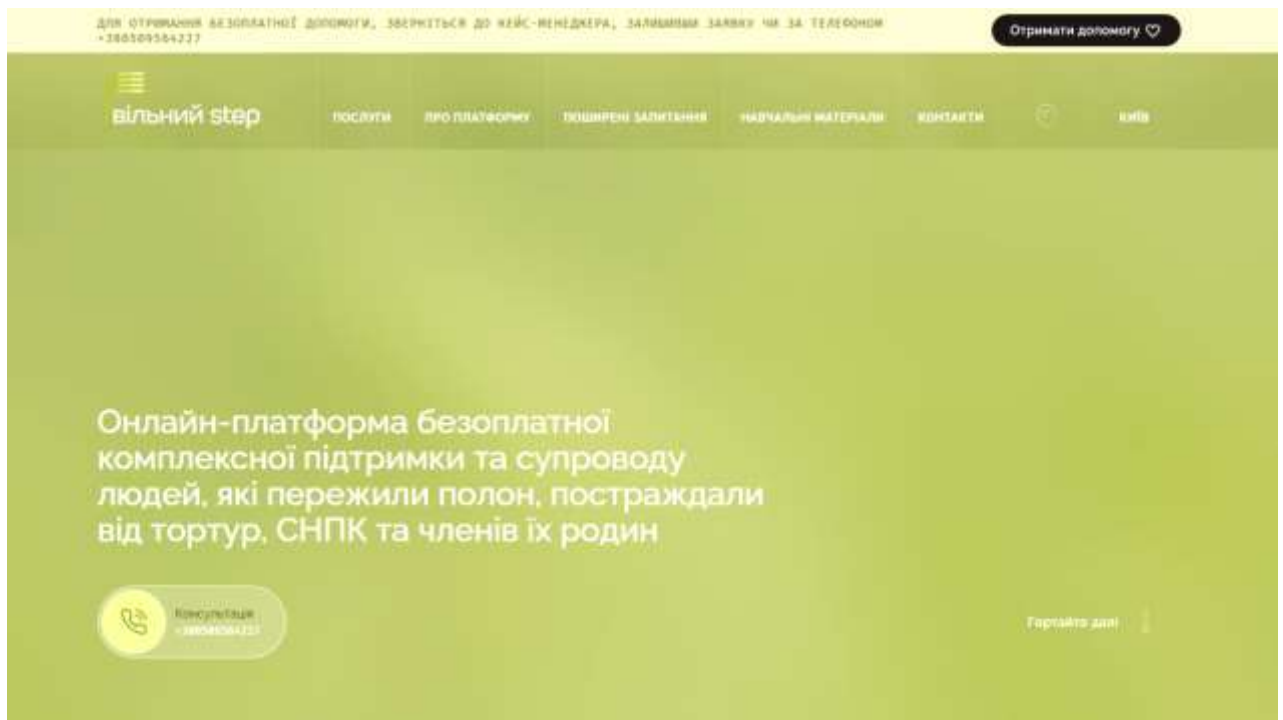 ДЛЯ ОТРИМАННЯ БЕЗОПЛАТНОЇ ДОПОМОГИ, ЗВЕРНІТЬСЯ ДО КЕЙС-МЕНЕДЖЕРА, ЗАЛИШИВШИ ЗАЯВКУ ЧИ ЗА ТЕЛЕФОНОМ
+380509564227
Отримати допомогу
вільний step
ПОСЛУГИ ПРО ПЛАТФОРМУ ПОШИРЕНІ ЗАПИТАННЯ НАВЧАЛЬНІ МАТЕРІАЛИ КОНТАКТИ КИЇВ
Онлайн-платформа безоплатної
комплексної підтримки та супроводу
людей, які пережили полон, постраждали
від тортур, СНПК та членів їх родин
Консультація
+380509564227
Гортайте далі